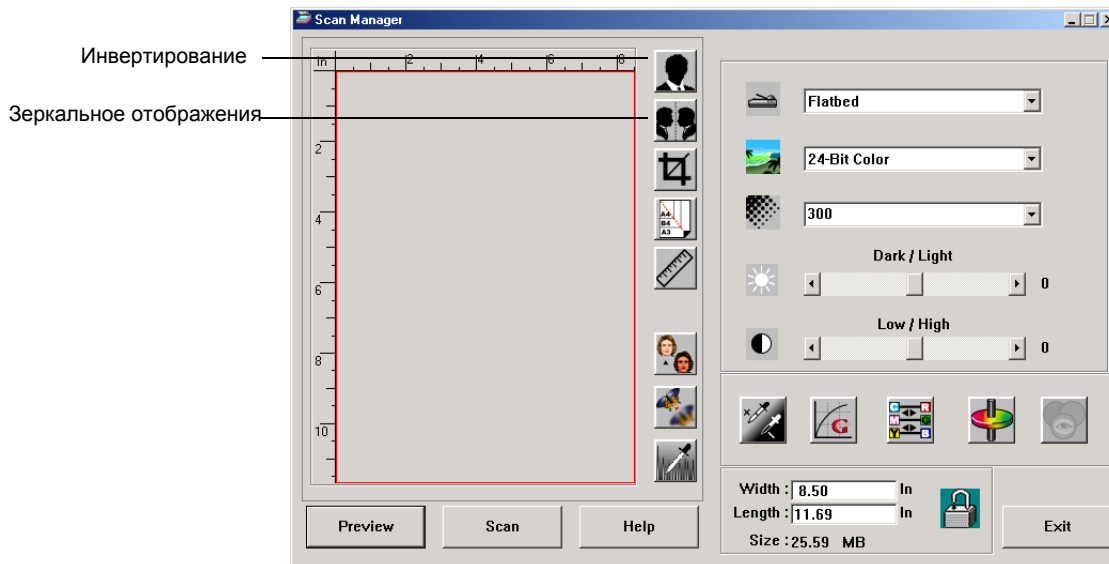 Scan Manager
Инвертирование
Зеркальное отображения
In 2 4 6 8
2
4
6
8
10
A4
B4
A3
Flatbed
24-Bit Color
300
Dark / Light
0
Low / High
0
G
C R
M G
Y B
Width : 8.50 In
Length : 11.69 In
Size : 25.59 MB
Preview Scan Help
Exit